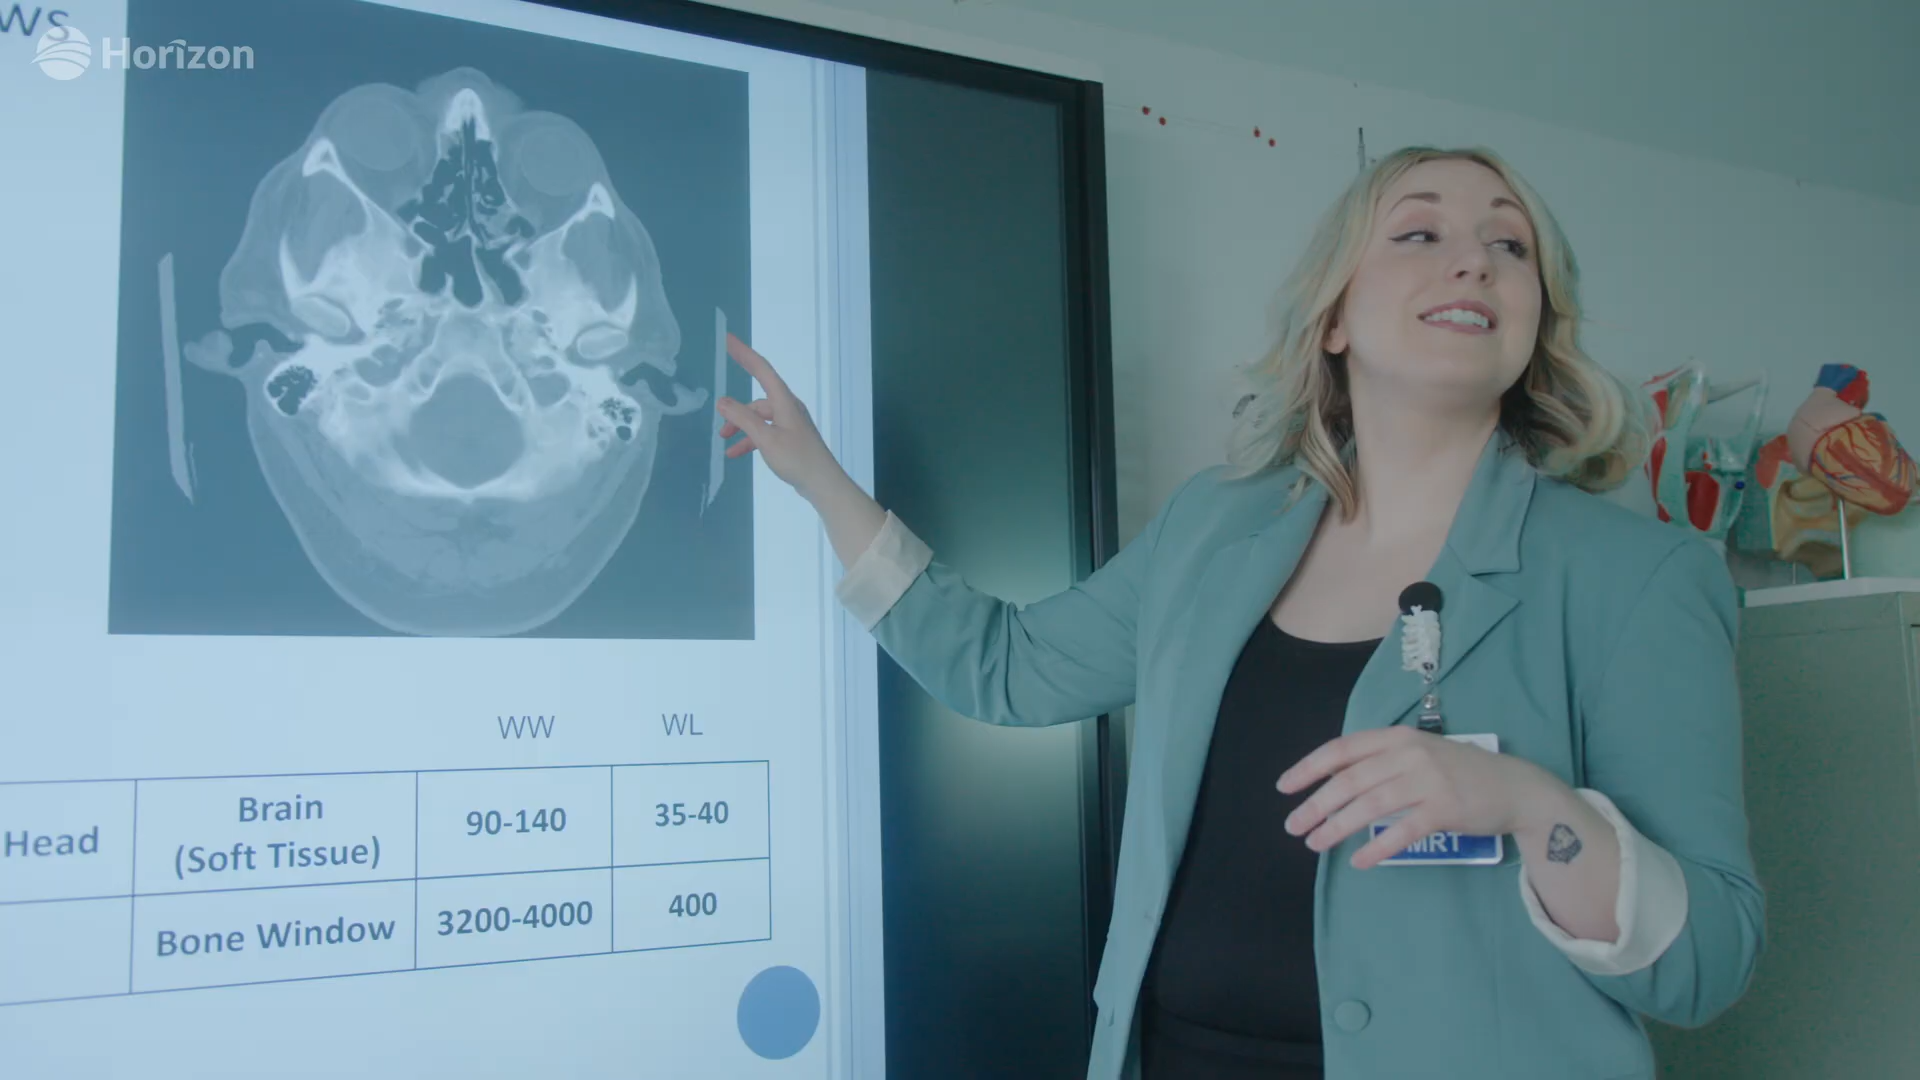 ws
Horizon
WW WL
Head Brain (Soft Tissue) 90-140 35-40
Bone Window 3200-4000 400
MRT